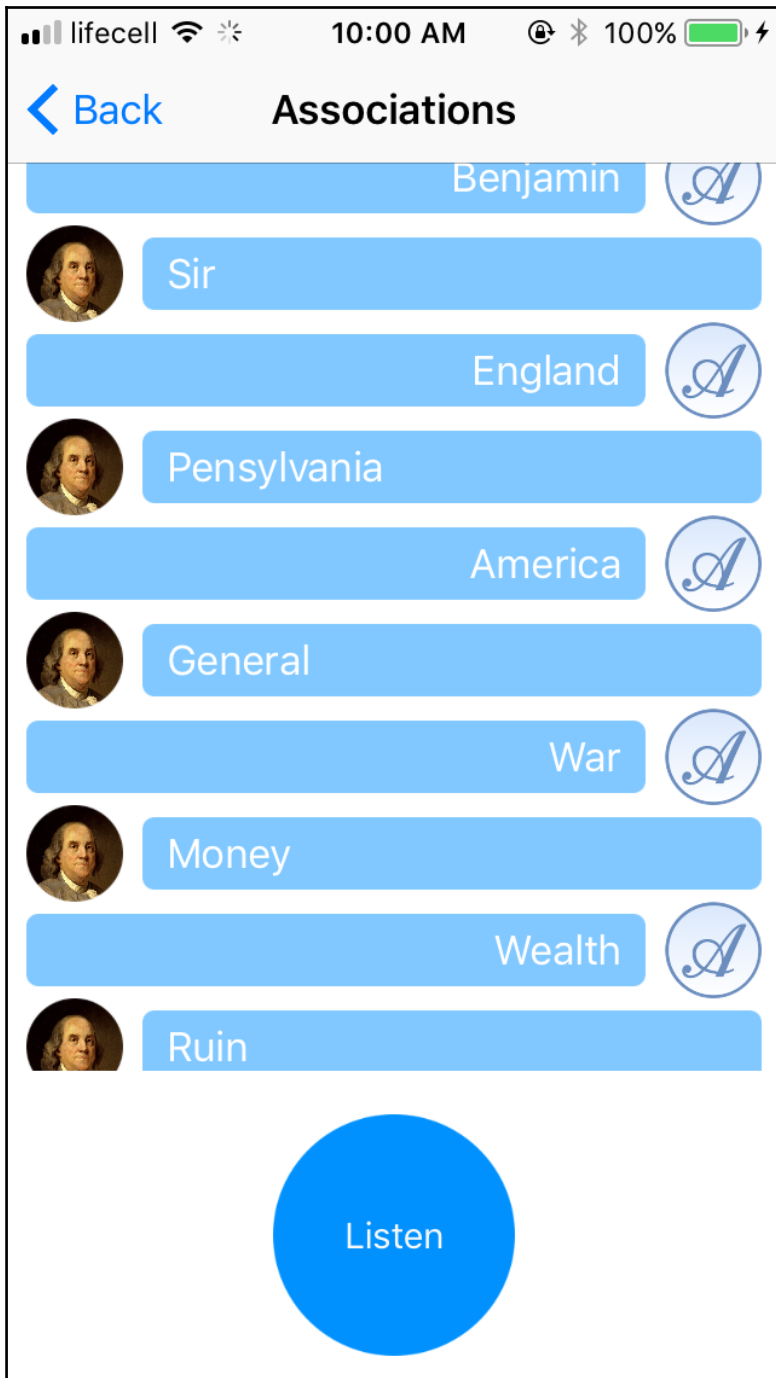 lifecell 10:00 AM 100%
Back Associations
Benjamin A
Sir
England A
Pensylvania
America A
General
War A
Money
Wealth A
Ruin
Listen